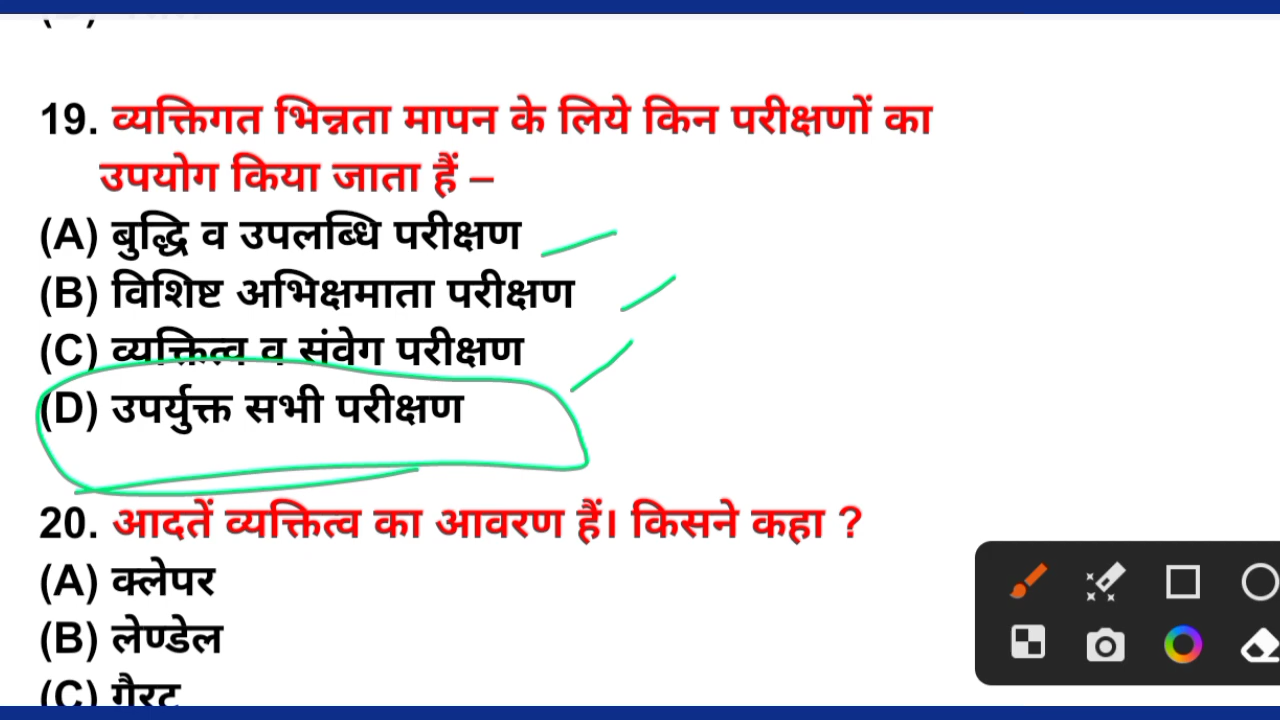 19. व्यक्तिगत भिन्नता मापन के लिये किन परीक्षणों का
उपयोग किया जाता हैं –
(A) बुद्धि व उपलब्धि परीक्षण
(B) विशिष्ट अभिक्षमाता परीक्षण
(C) व्यक्तित्व व संवेग परीक्षण
(D) उपर्युक्त सभी परीक्षण
20. आदतें व्यक्तित्व का आवरण हैं। किसने कहा ?
(A) क्लेपर
(B) लेण्डेल
(C) गैरट